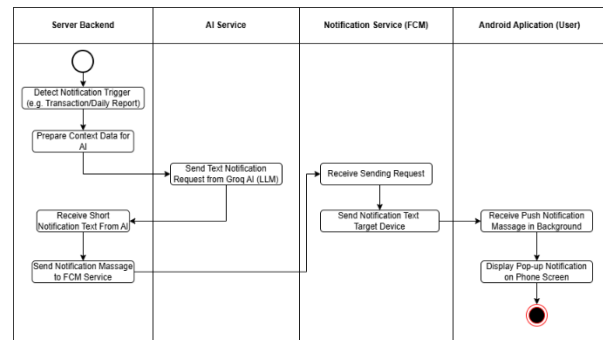 Server Backend
AI Service
Notification Service (FCM)
Android Aplication (User)
Detect Notification Trigger
(e.g. Transaction/Daily Report)
Prepare Context Data for
AI
Send Text Notification
Request from Groq AI (LLM)
Receive Sending Request
Receive Short
Notification Text From AI
Send Notification Text
Target Device
Receive Push Notification
Massage in Background
Send Notification Massage
to FCM Service
Display Pop-up Notification
on Phone Screen